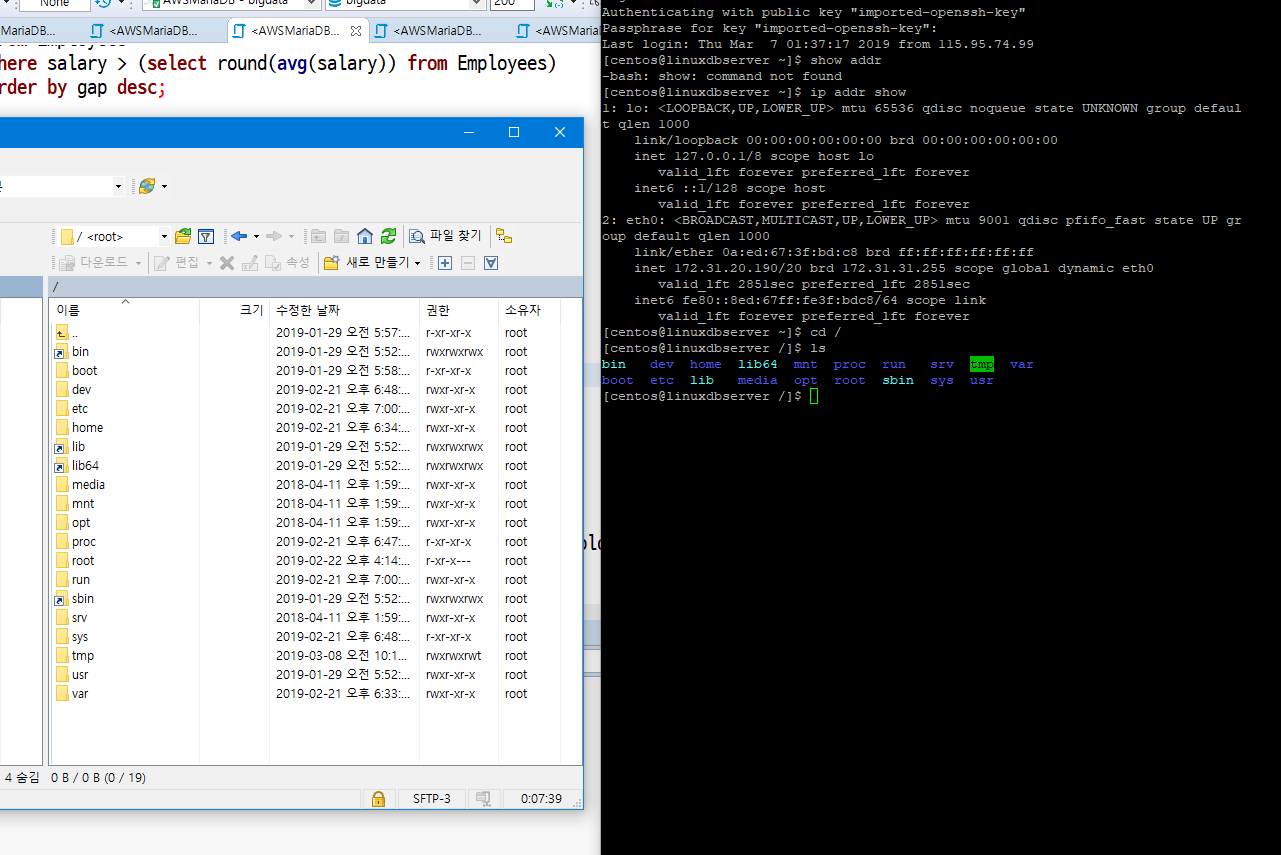 None
AWSMariaDB - bigdata
bigdata
200
MariaDB...
<AWSMariaDB...
<AWSMariaDB...
<AWSMariaDB...
<AWSMariaDB
from Employees
here salary > (select round(avg(salary)) from Employees)
rder by gap desc;
/ <root>
파일 찾기
다운로드
편집
속성
새로 만들기
/
이름 크기 수정한 날짜 권한 소유자
.. 2019-01-29 오전 5:57:... r-xr-xr-x root
bin 2019-01-29 오전 5:52:... rwxrwxrwx root
boot 2019-01-29 오전 5:58:... r-xr-xr-x root
dev 2019-02-21 오후 6:48:... rwxr-xr-x root
etc 2019-02-21 오후 7:00:... rwxr-xr-x root
home 2019-02-21 오후 6:34:... rwxr-xr-x root
lib 2019-01-29 오전 5:52:... rwxrwxrwx root
lib64 2019-01-29 오전 5:52:... rwxrwxrwx root
media 2018-04-11 오후 1:59:... rwxr-xr-x root
mnt 2018-04-11 오후 1:59:... rwxr-xr-x root
opt 2018-04-11 오후 1:59:... rwxr-xr-x root
proc 2019-02-21 오후 6:47:... r-xr-xr-x root
root 2019-02-22 오후 4:14:... r-xr-x--- root
run 2019-02-21 오후 7:00:... rwxr-xr-x root
sbin 2019-01-29 오전 5:52:... rwxrwxrwx root
srv 2018-04-11 오후 1:59:... rwxr-xr-x root
sys 2019-02-21 오후 6:48:... r-xr-xr-x root
tmp 2019-03-08 오전 10:1... rwxrwxrwt root
usr 2019-01-29 오전 5:52:... rwxr-xr-x root
var 2019-02-21 오후 6:33:... rwxr-xr-x root
4 숨김
0 B / 0 B (0 / 19)
SFTP-3
0:07:39
Authenticating with public key "imported-openssh-key"
Passphrase for key "imported-openssh-key":
Last login: Thu Mar  7 01:37:17 2019 from 115.95.74.99
[centos@linuxdbserver ~]$ show addr
-bash: show: command not found
[centos@linuxdbserver ~]$ ip addr show
1: lo: <LOOPBACK,UP,LOWER_UP> mtu 65536 qdisc noqueue state UNKNOWN group defaul
t qlen 1000
link/loopback 00:00:00:00:00:00 brd 00:00:00:00:00:00
inet 127.0.0.1/8 scope host lo
valid_lft forever preferred_lft forever
inet6 ::1/128 scope host
valid_lft forever preferred_lft forever
2: eth0: <BROADCAST,MULTICAST,UP,LOWER_UP> mtu 9001 qdisc pfifo_fast state UP gr
oup default qlen 1000
link/ether 0a:ed:67:3f:bd:c8 brd ff:ff:ff:ff:ff:ff
inet 172.31.20.190/20 brd 172.31.31.255 scope global dynamic eth0
valid_lft 2851sec preferred_lft 2851sec
inet6 fe80::8ed:67ff:fe3f:bdc8/64 scope link
valid_lft forever preferred_lft forever
[centos@linuxdbserver ~]$ cd /
[centos@linuxdbserver /]$ ls
bin dev home lib64 mnt proc run srv tmp var
boot etc lib media opt root sbin sys usr
[centos@linuxdbserver /]$